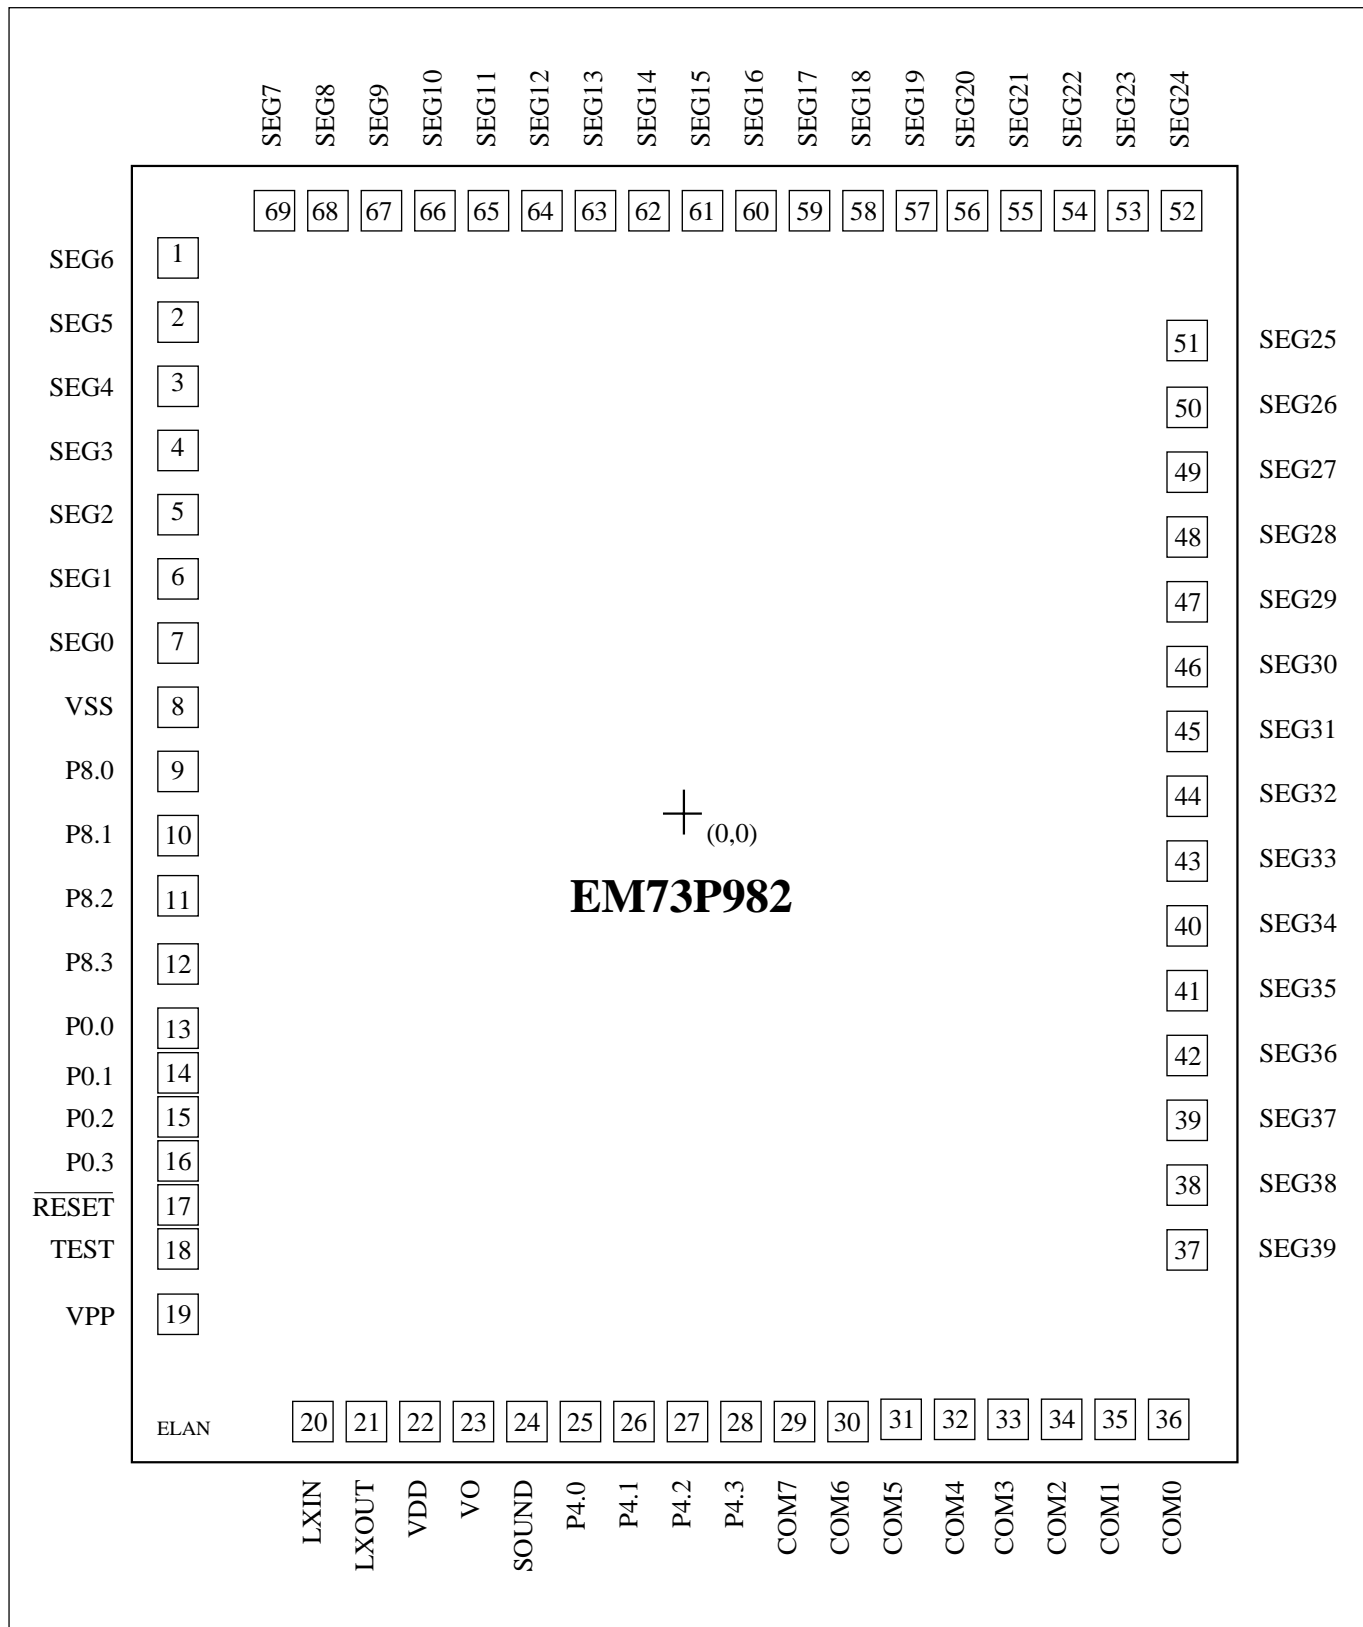 SEG7 SEG8 SEG9 SEG10 SEG11 SEG12 SEG13 SEG14 SEG15 SEG16 SEG17 SEG18 SEG19 SEG20 SEG21 SEG22 SEG23 SEG24
69 68 67 66 65 64 63 62 61 60 59 58 57 56 55 54 53 52
SEG6 1
SEG5 2
51 SEG25
SEG4 3
50 SEG26
SEG3 4
49 SEG27
SEG2 5
48 SEG28
SEG1 6
47 SEG29
SEG0 7
46 SEG30
VSS 8
45 SEG31
P8.0 9
44 SEG32
P8.1 10
(0,0)
43 SEG33
P8.2 11
EM73P982
40 SEG34
P8.3 12
41 SEG35
P0.0 13
42 SEG36
P0.1 14
P0.2 15
39 SEG37
P0.3 16
38 SEG38
RESET 17
TEST 18
37 SEG39
VPP 19
ELAN
20 21 22 23 24 25 26 27 28 29 30 31 32 33 34 35 36
LXIN LXOUT VDD VO SOUND P4.0 P4.1 P4.2 P4.3 COM7 COM6 COM5 COM4 COM3 COM2 COM1 COM0